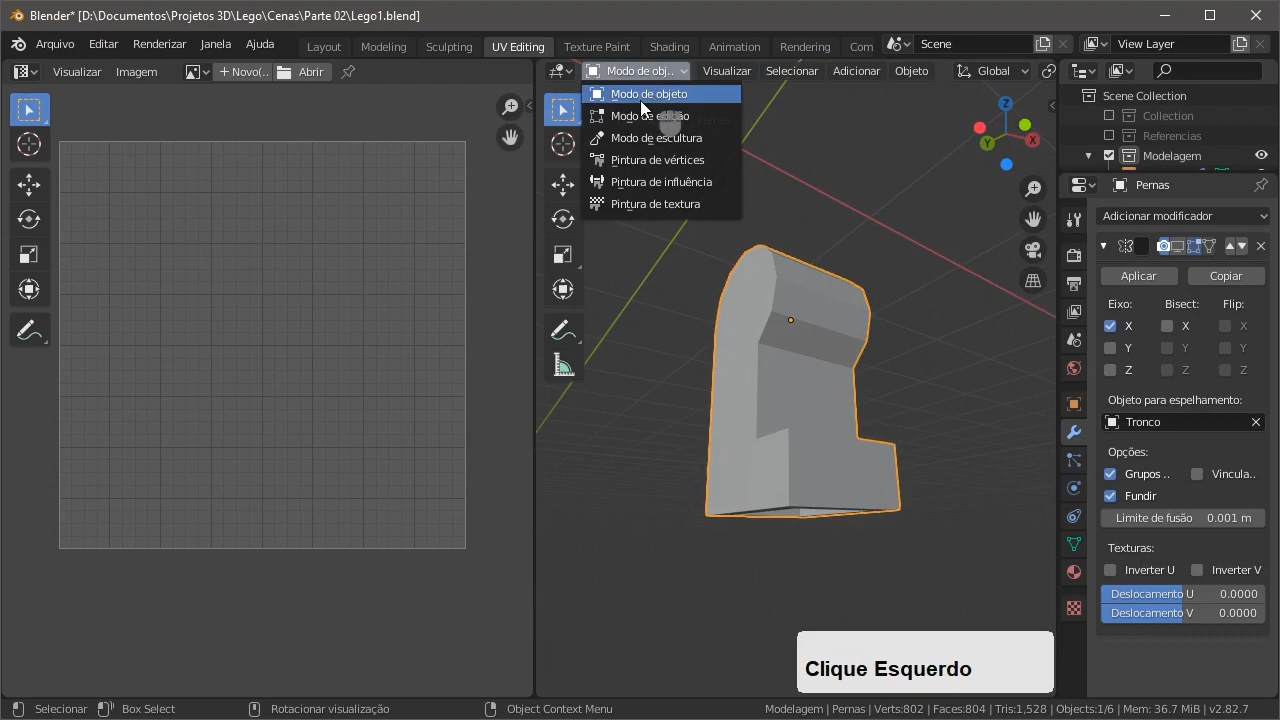 Blender* [D:\Documentos\Projetos 3D\Lego\Cenas\Parte 02\Lego1.blend]
Arquivo Editar Renderizar Janela Ajuda Layout Modeling Sculpting UV Editing Texture Paint Shading Animation Rendering Com Scene View Layer
Visualizar Imagem +Novo(.. Abrir Modo de obj.. Visualizar Selecionar Adicionar Objeto Global
Modo de objeto
Modo de edição
Modo de escultura
Pintura de vértices
Pintura de influência
Pintura de textura
Z
X
Y
Scene Collection
Collection
Referencias
Modelagem
Pernas
Adicionar modificador
Aplicar Copiar
Eixo: Bisect: Flip:
X X X
Y Y Y
Z Z Z
Objeto para espelhamento:
Tronco
Opções:
Grupos .. Vincula..
Fundir
Limite de fusão 0.001 m
Texturas:
Inverter U Inverter V
Deslocamento U 0.0000
Deslocamento V 0.0000
Clique Esquerdo
Selecionar Box Select Rotacionar visualização Object Context Menu Modelagem | Pernas | Verts:802 | Faces:804 | Tris:1,528 | Objects:1/6 | Mem: 36.7 MiB | v2.82.7